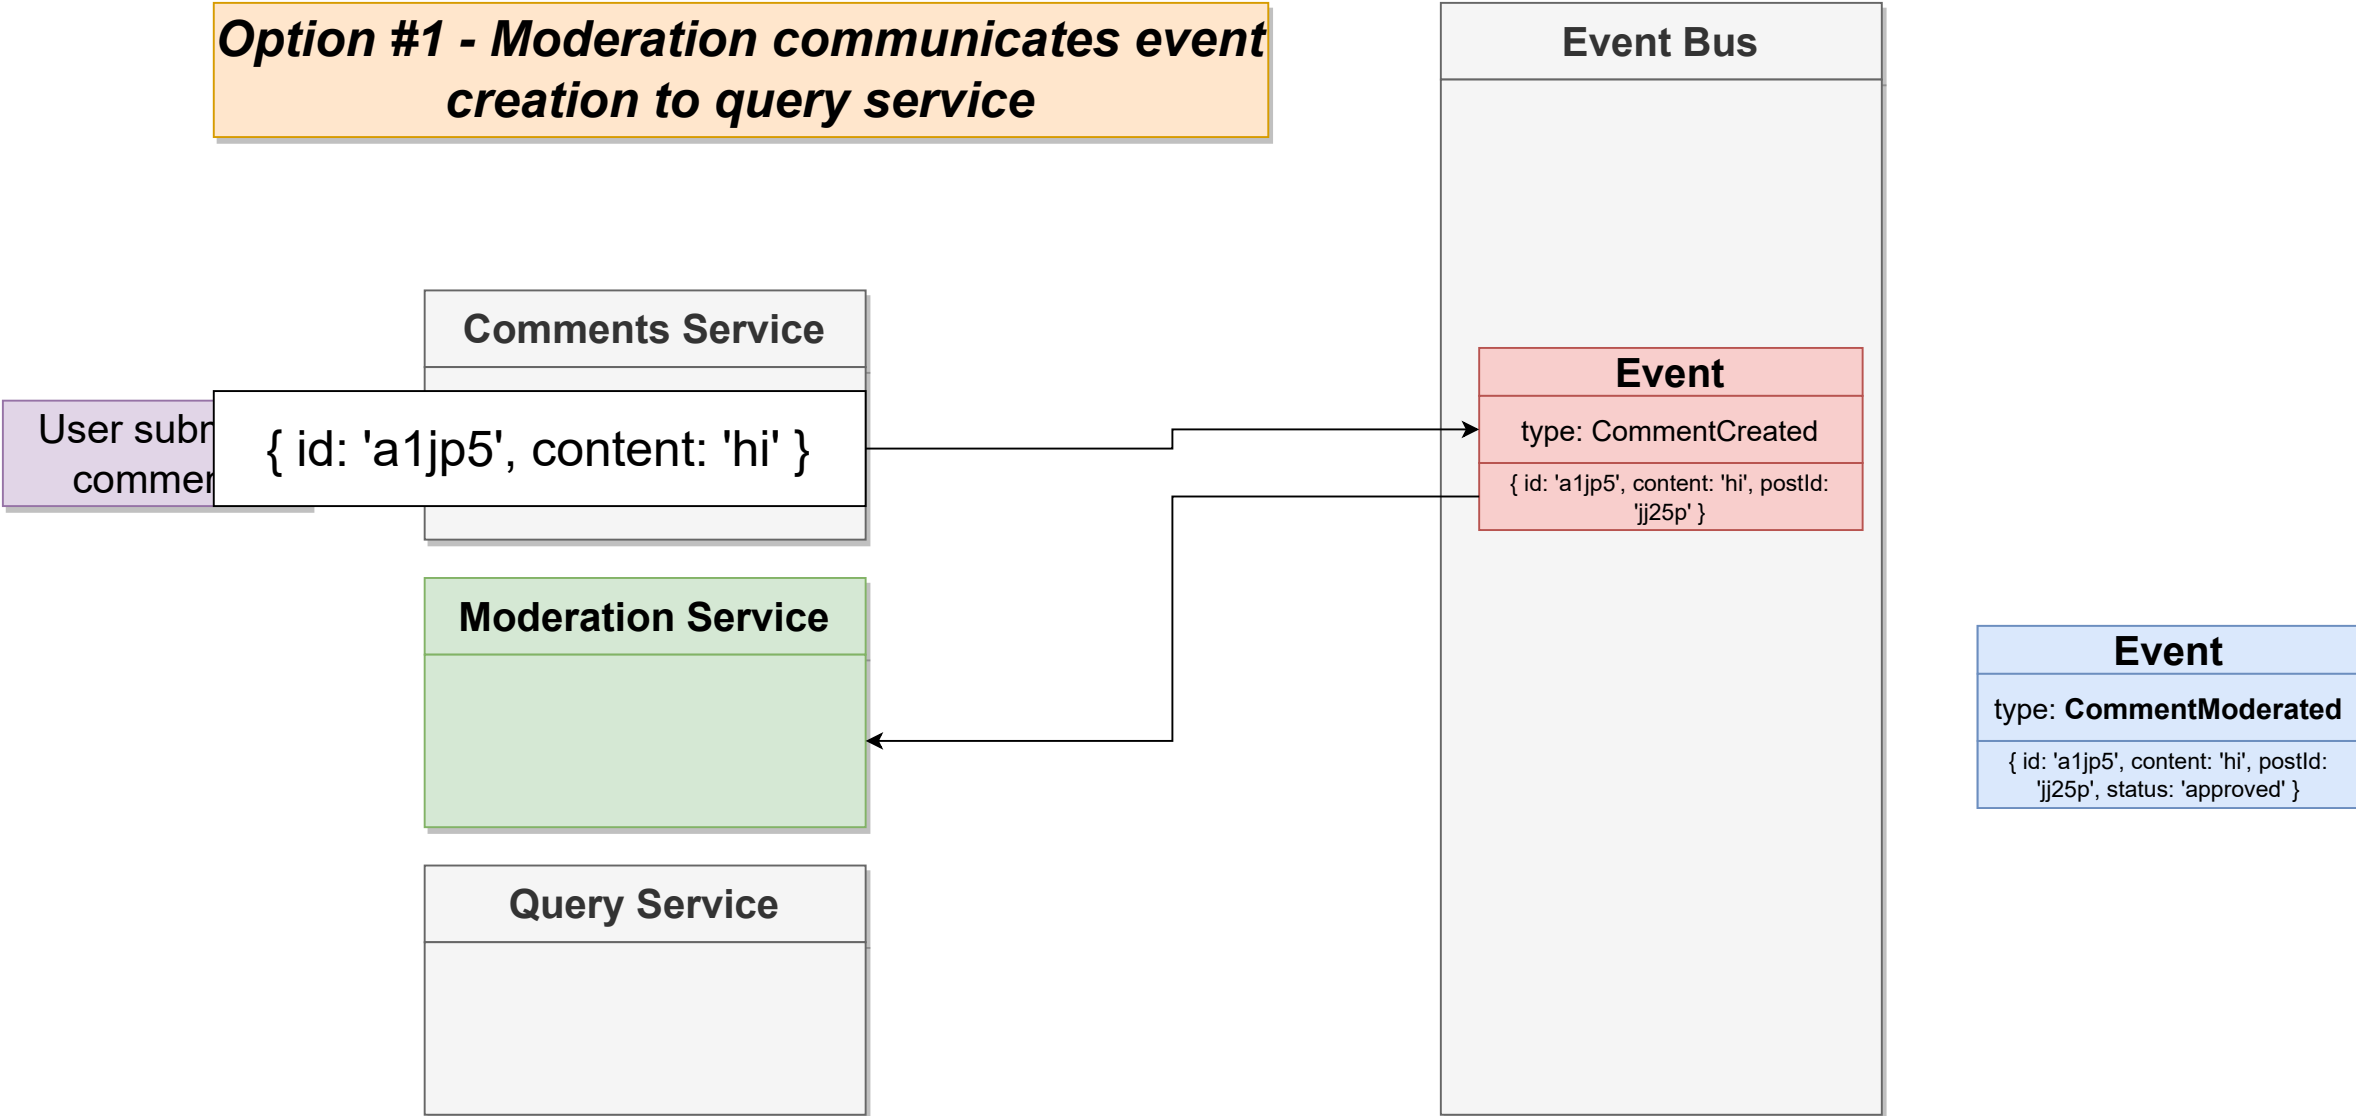 Option #1 - Moderation communicates event
creation to query service
Event Bus
Comments Service
User
{ id: 'a1jp5', content: 'hi' }
Event
type: CommentCreated
{ id: 'a1jp5', content: 'hi', postId:
'jj25p' }
Moderation Service
Event
type: CommentModerated
{ id: 'a1jp5', content: 'hi', postId:
'jj25p', status: 'approved' }
Query Service